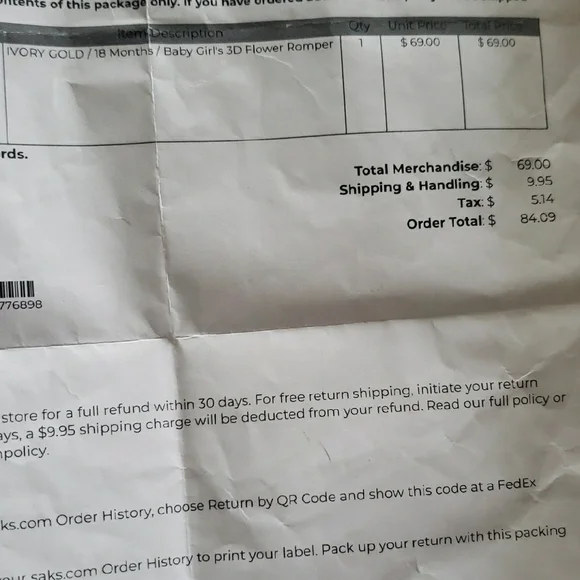 ntents of this package only. If you have ordered
Item Description Qty Unit Price Total Price
IVORY GOLD / 18 Months / Baby Girl's 3D Flower Romper 1 $ 69.00 $ 69.00
rds.
Total Merchandise: $ 69.00
Shipping & Handling: $ 9.95
Tax: $ 5.14
Order Total: $ 84.09
776898
store for a full refund within 30 days. For free return shipping, initiate your return
ays, a $9.95 shipping charge will be deducted from your refund. Read our full policy or
policy.
ks.com Order History, choose Return by QR Code and show this code at a FedEx
our saks.com Order History to print your label. Pack up your return with this packing